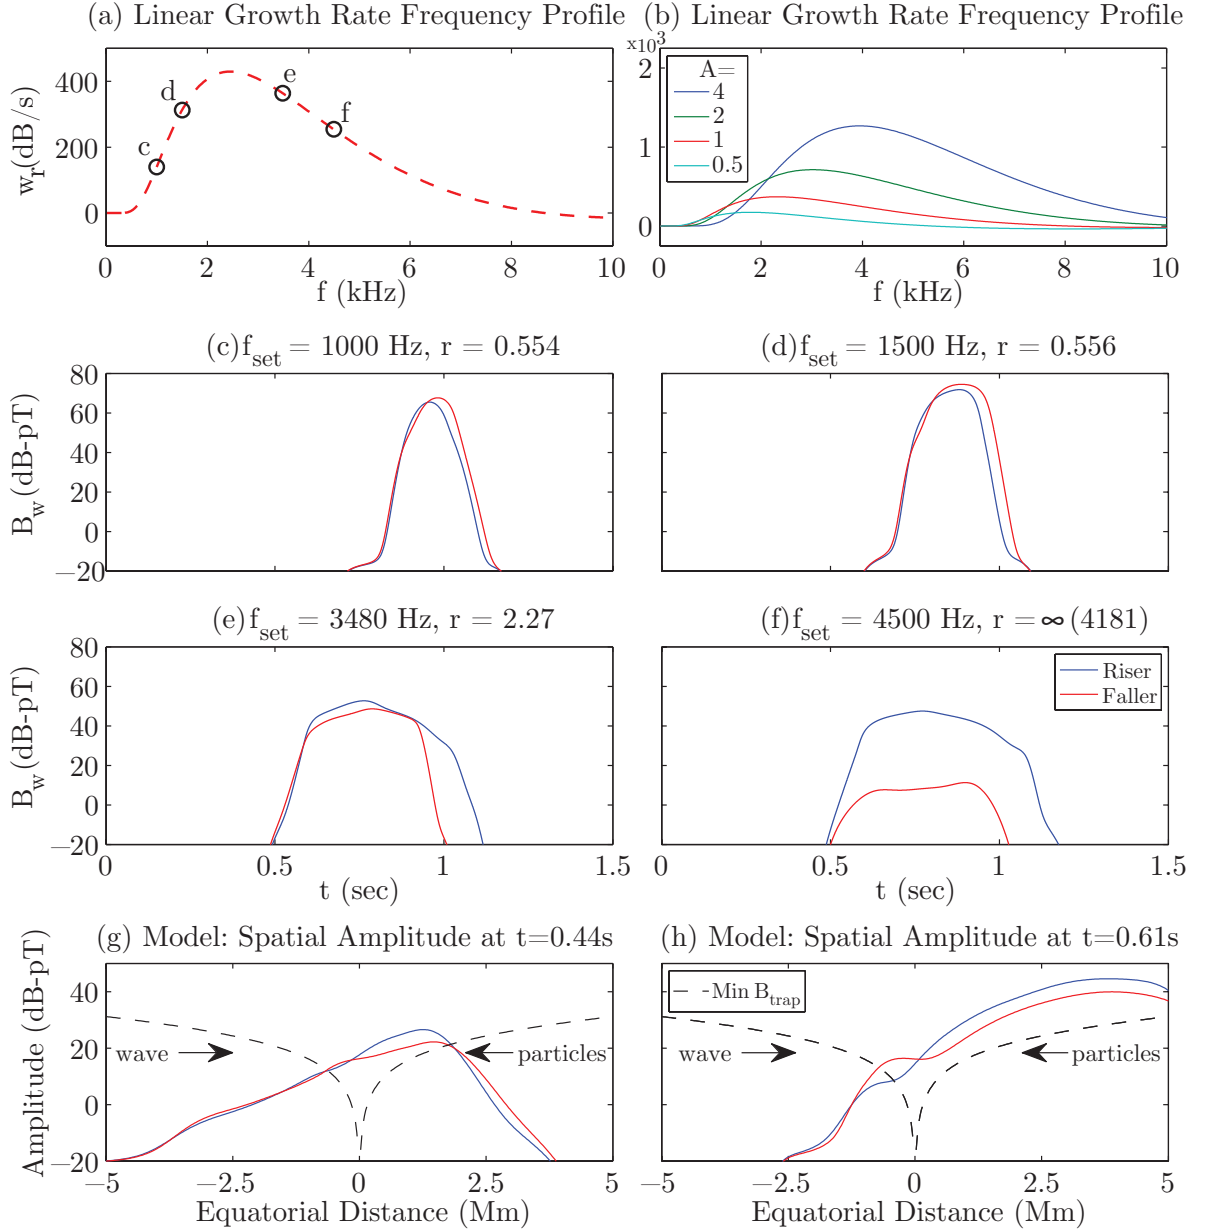 (a) Linear Growth Rate Frequency Profile
(b) Linear Growth Rate Frequency Profile
w_r(dB/s)
400
200
0
c
d
e
f
0 2 4 6 8 10
f (kHz)
x10^3
2
1
0
A=
4
2
1
0.5
0 2 4 6 8 10
f (kHz)
(c)f_set = 1000 Hz, r = 0.554
(d)f_set = 1500 Hz, r = 0.556
B_w(dB-pT)
80
60
40
20
0
−20
(e)f_set = 3480 Hz, r = 2.27
(f)f_set = 4500 Hz, r = ∞(4181)
B_w(dB-pT)
80
60
40
20
0
−20
Riser
Faller
0 0.5 1 1.5
t (sec)
0 0.5 1 1.5
t (sec)
(g) Model: Spatial Amplitude at t=0.44s
(h) Model: Spatial Amplitude at t=0.61s
Amplitude (dB-pT)
40
20
0
−20
wave
particles
Min B_trap
wave
particles
−5 −2.5 0 2.5 5
Equatorial Distance (Mm)
−5 −2.5 0 2.5 5
Equatorial Distance (Mm)